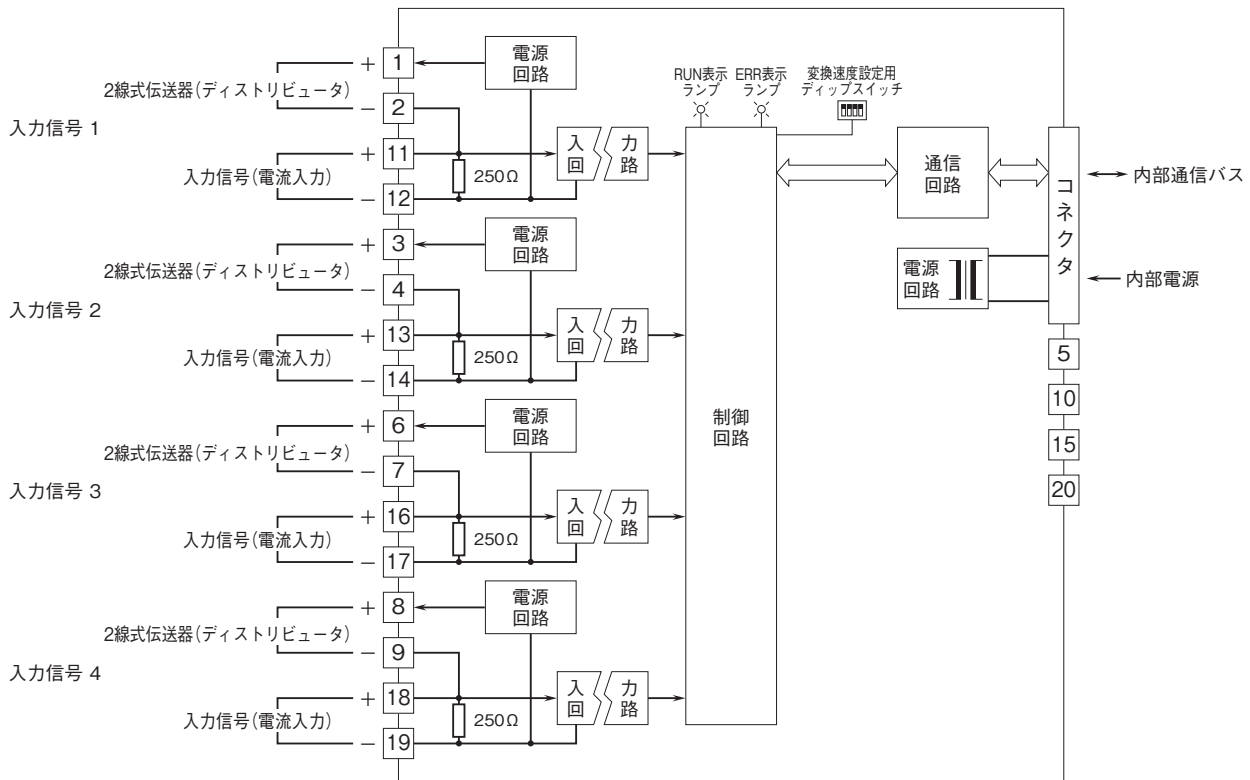 電源
回路
+ 1
2線式伝送器(ディストリビュータ)
− 2
入力信号 1
+ 11
入力信号(電流入力)
− 12
250Ω
入 力
回 路
電源
回路
+ 3
2線式伝送器(ディストリビュータ)
− 4
入力信号 2
+ 13
入力信号(電流入力)
− 14
250Ω
入 力
回 路
電源
回路
+ 6
2線式伝送器(ディストリビュータ)
− 7
入力信号 3
+ 16
入力信号(電流入力)
− 17
250Ω
入 力
回 路
電源
回路
+ 8
2線式伝送器(ディストリビュータ)
− 9
入力信号 4
+ 18
入力信号(電流入力)
− 19
250Ω
入 力
回 路
RUN表示
ランプ
ERR表示
ランプ
変換速度設定用
ディップスイッチ
制御
回路
通信
回路
電源
回路
コネクタ
内部通信バス
内部電源
5
10
15
20